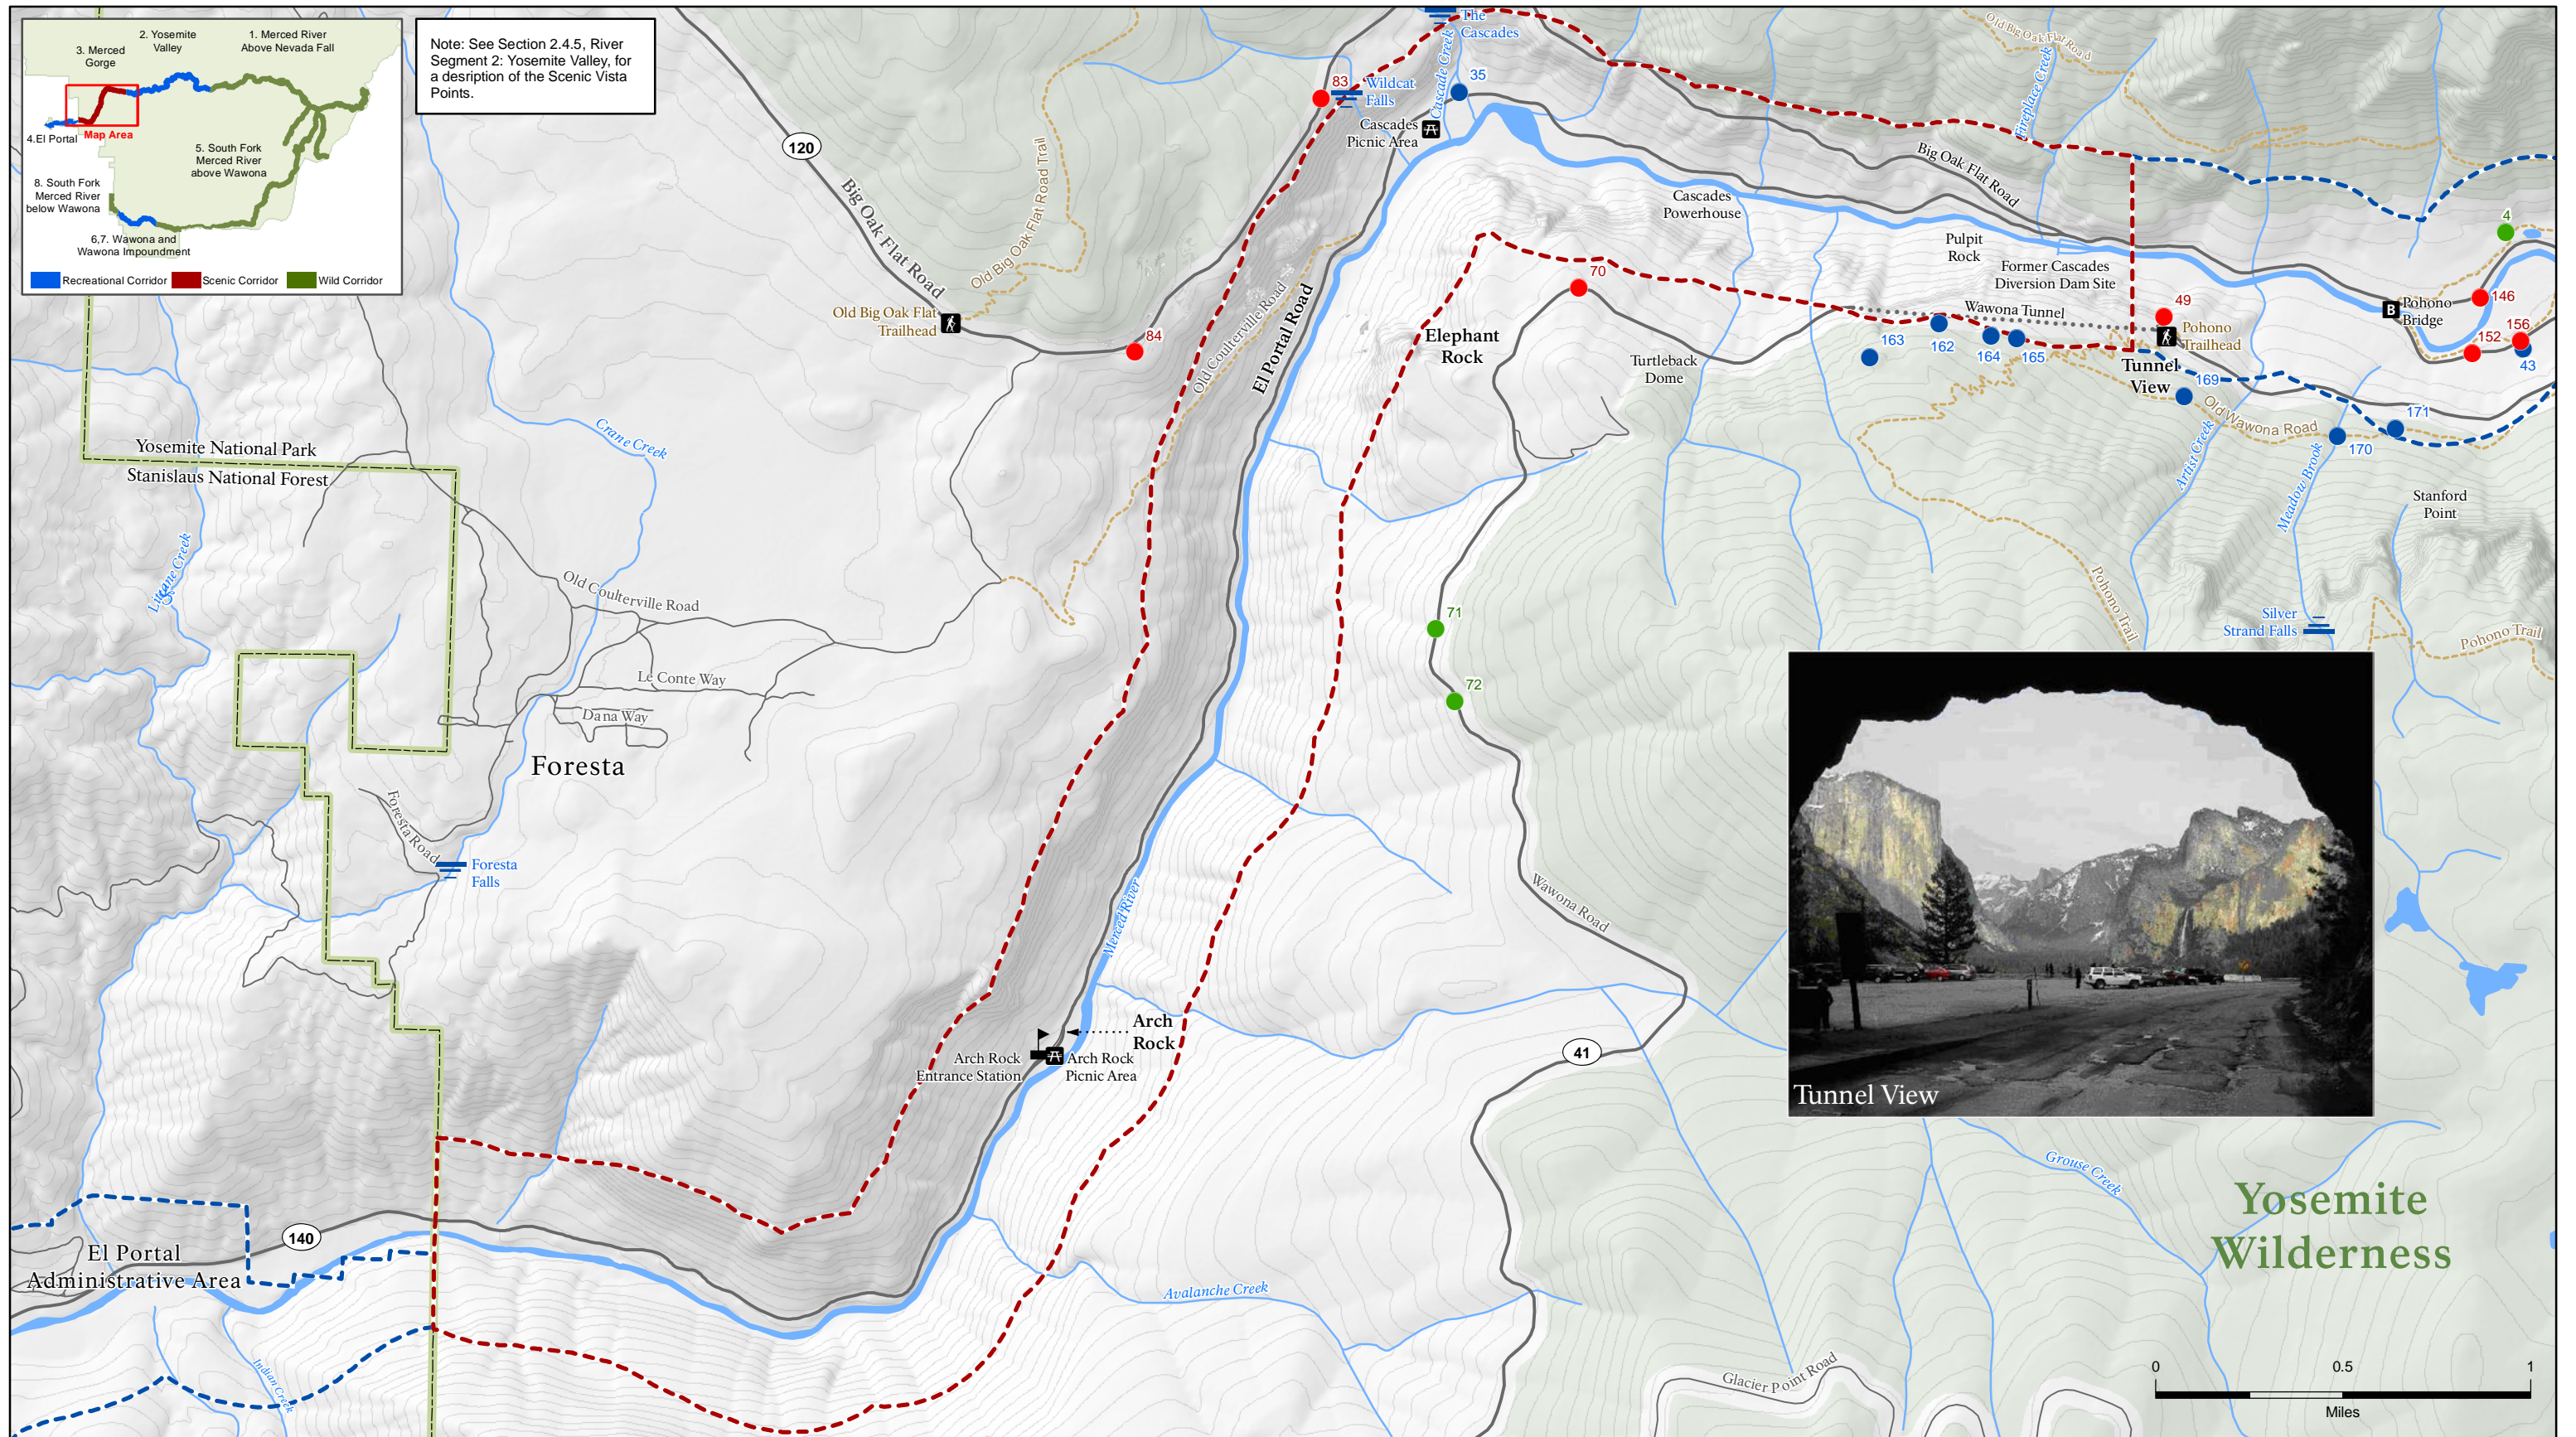 1. Merced River
Above Nevada Fall
2. Yosemite
Valley
3. Merced
Gorge
4.El Portal
Map Area
5. South Fork
Merced River
above Wawona
8. South Fork
Merced River
below Wawona
6,7. Wawona and
Wawona Impoundment
Recreational Corridor
Scenic Corridor
Wild Corridor
Note: See Section 2.4.5, River
Segment 2: Yosemite Valley, for
a desription of the Scenic Vista
Points.
The
Cascades
Cascade Creek
35
83
Wildcat
Falls
Cascades
Picnic Area
120
Big Oak Flat Road
Old Big Oak Flat Road Trail
Old Big Oak Flat
Trailhead
84
Old Big Oak Flat Road
Fireplace Creek
Big Oak Flat Road
Cascades
Powerhouse
Pulpit
Rock
Former Cascades
Diversion Dam Site
Wawona Tunnel
4
49
Pohono
Trailhead
Pohono
Bridge
B
146
152
156
43
70
Elephant
Rock
Turtleback
Dome
163
162
164
165
Tunnel
View
169
Old Wawona Road
171
170
Artist Creek
Meadow Brook
Stanford
Point
Silver
Strand Falls
Pohono Trail
Pohono Trail
Old Coulterville Road
El Portal Road
Yosemite National Park
Stanislaus National Forest
Crane Creek
Old Coulterville Road
Le Conte Way
Dana Way
Foresta
Foresta Road
Foresta
Falls
71
72
Wawona Road
Merced River
Arch
Rock
Arch Rock
Entrance Station
Arch Rock
Picnic Area
41
Tunnel View
Grouse Creek
Yosemite
Wilderness
140
El Portal
Administrative Area
Avalanche Creek
Indian Creek
Glacier Point Road
0
0.5
1
Miles